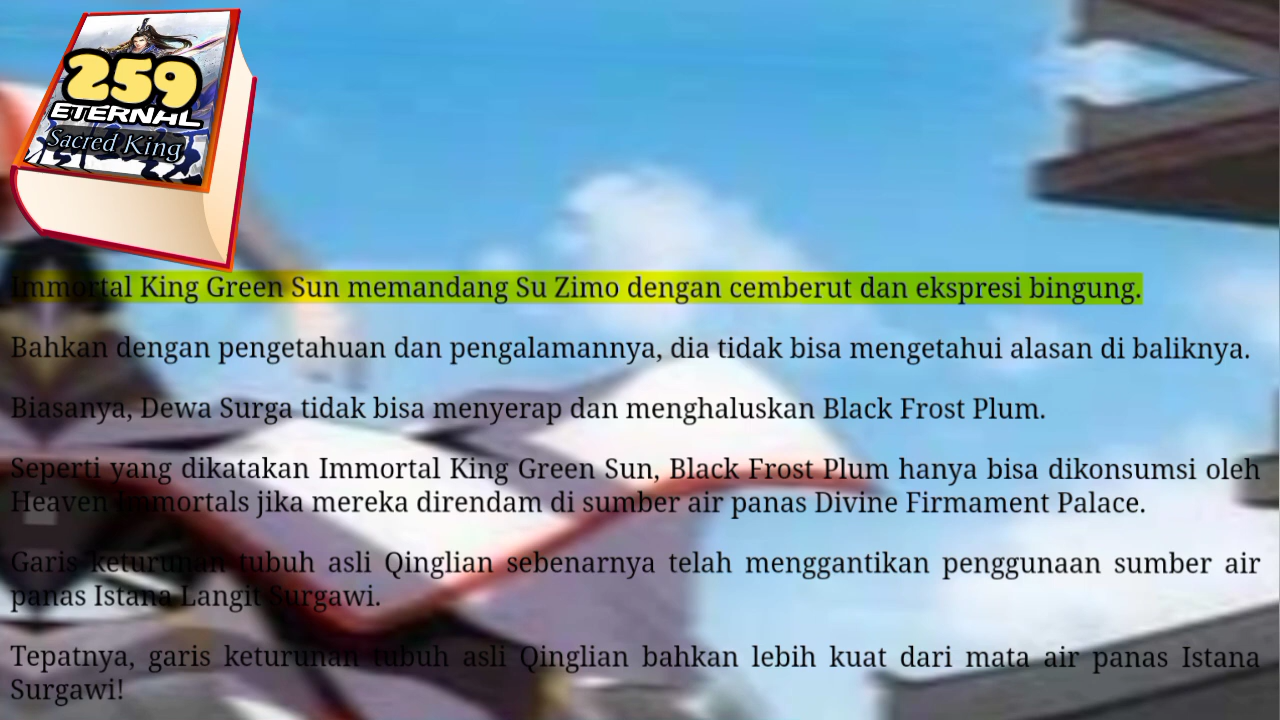 259
ETERNAL
Sacred King
Immortal King Green Sun memandang Su Zimo dengan cemberut dan ekspresi bingung.
Bahkan dengan pengetahuan dan pengalamannya, dia tidak bisa mengetahui alasan di baliknya.
Biasanya, Dewa Surga tidak bisa menyerap dan menghaluskan Black Frost Plum.
Seperti yang dikatakan Immortal King Green Sun, Black Frost Plum hanya bisa dikonsumsi oleh
Heaven Immortals jika mereka direndam di sumber air panas Divine Firmament Palace.
Garis keturunan tubuh asli Qinglian sebenarnya telah menggantikan penggunaan sumber air
panas Istana Langit Surgawi.
Tepatnya, garis keturunan tubuh asli Qinglian bahkan lebih kuat dari mata air panas Istana
Surgawi!